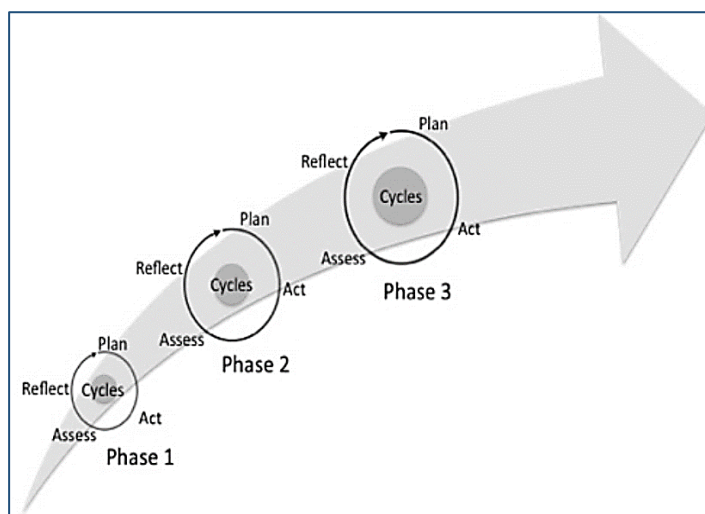 Plan
Reflect
Cycles
Act
Assess
Phase 3
Plan
Reflect
Cycles
Act
Assess
Phase 2
Plan
Reflect
Cycles
Act
Assess
Phase 1